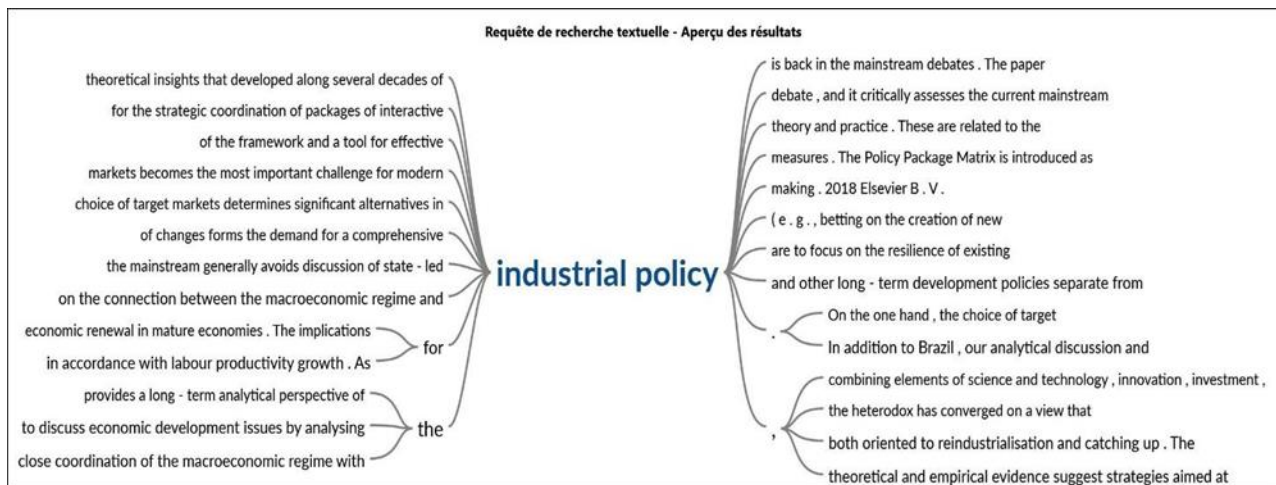 Requête de recherche textuelle - Aperçu des résultats
theoretical insights that developed along several decades of
for the strategic coordination of packages of interactive
of the framework and a tool for effective
markets becomes the most important challenge for modern
choice of target markets determines significant alternatives in
of changes forms the demand for a comprehensive
the mainstream generally avoids discussion of state - led
on the connection between the macroeconomic regime and
economic renewal in mature economies . The implications
in accordance with labour productivity growth . As
for
provides a long - term analytical perspective of
to discuss economic development issues by analysing
close coordination of the macroeconomic regime with
the
industrial policy
is back in the mainstream debates . The paper
debate , and it critically assesses the current mainstream
theory and practice . These are related to the
measures . The Policy Package Matrix is introduced as
making . 2018 Elsevier B . V .
( e . g . , betting on the creation of new
are to focus on the resilience of existing
and other long - term development policies separate from
.
On the one hand , the choice of target
In addition to Brazil , our analytical discussion and
,
combining elements of science and technology , innovation , investment ,
the heterodox has converged on a view that
both oriented to reindustrialisation and catching up . The
theoretical and empirical evidence suggest strategies aimed at